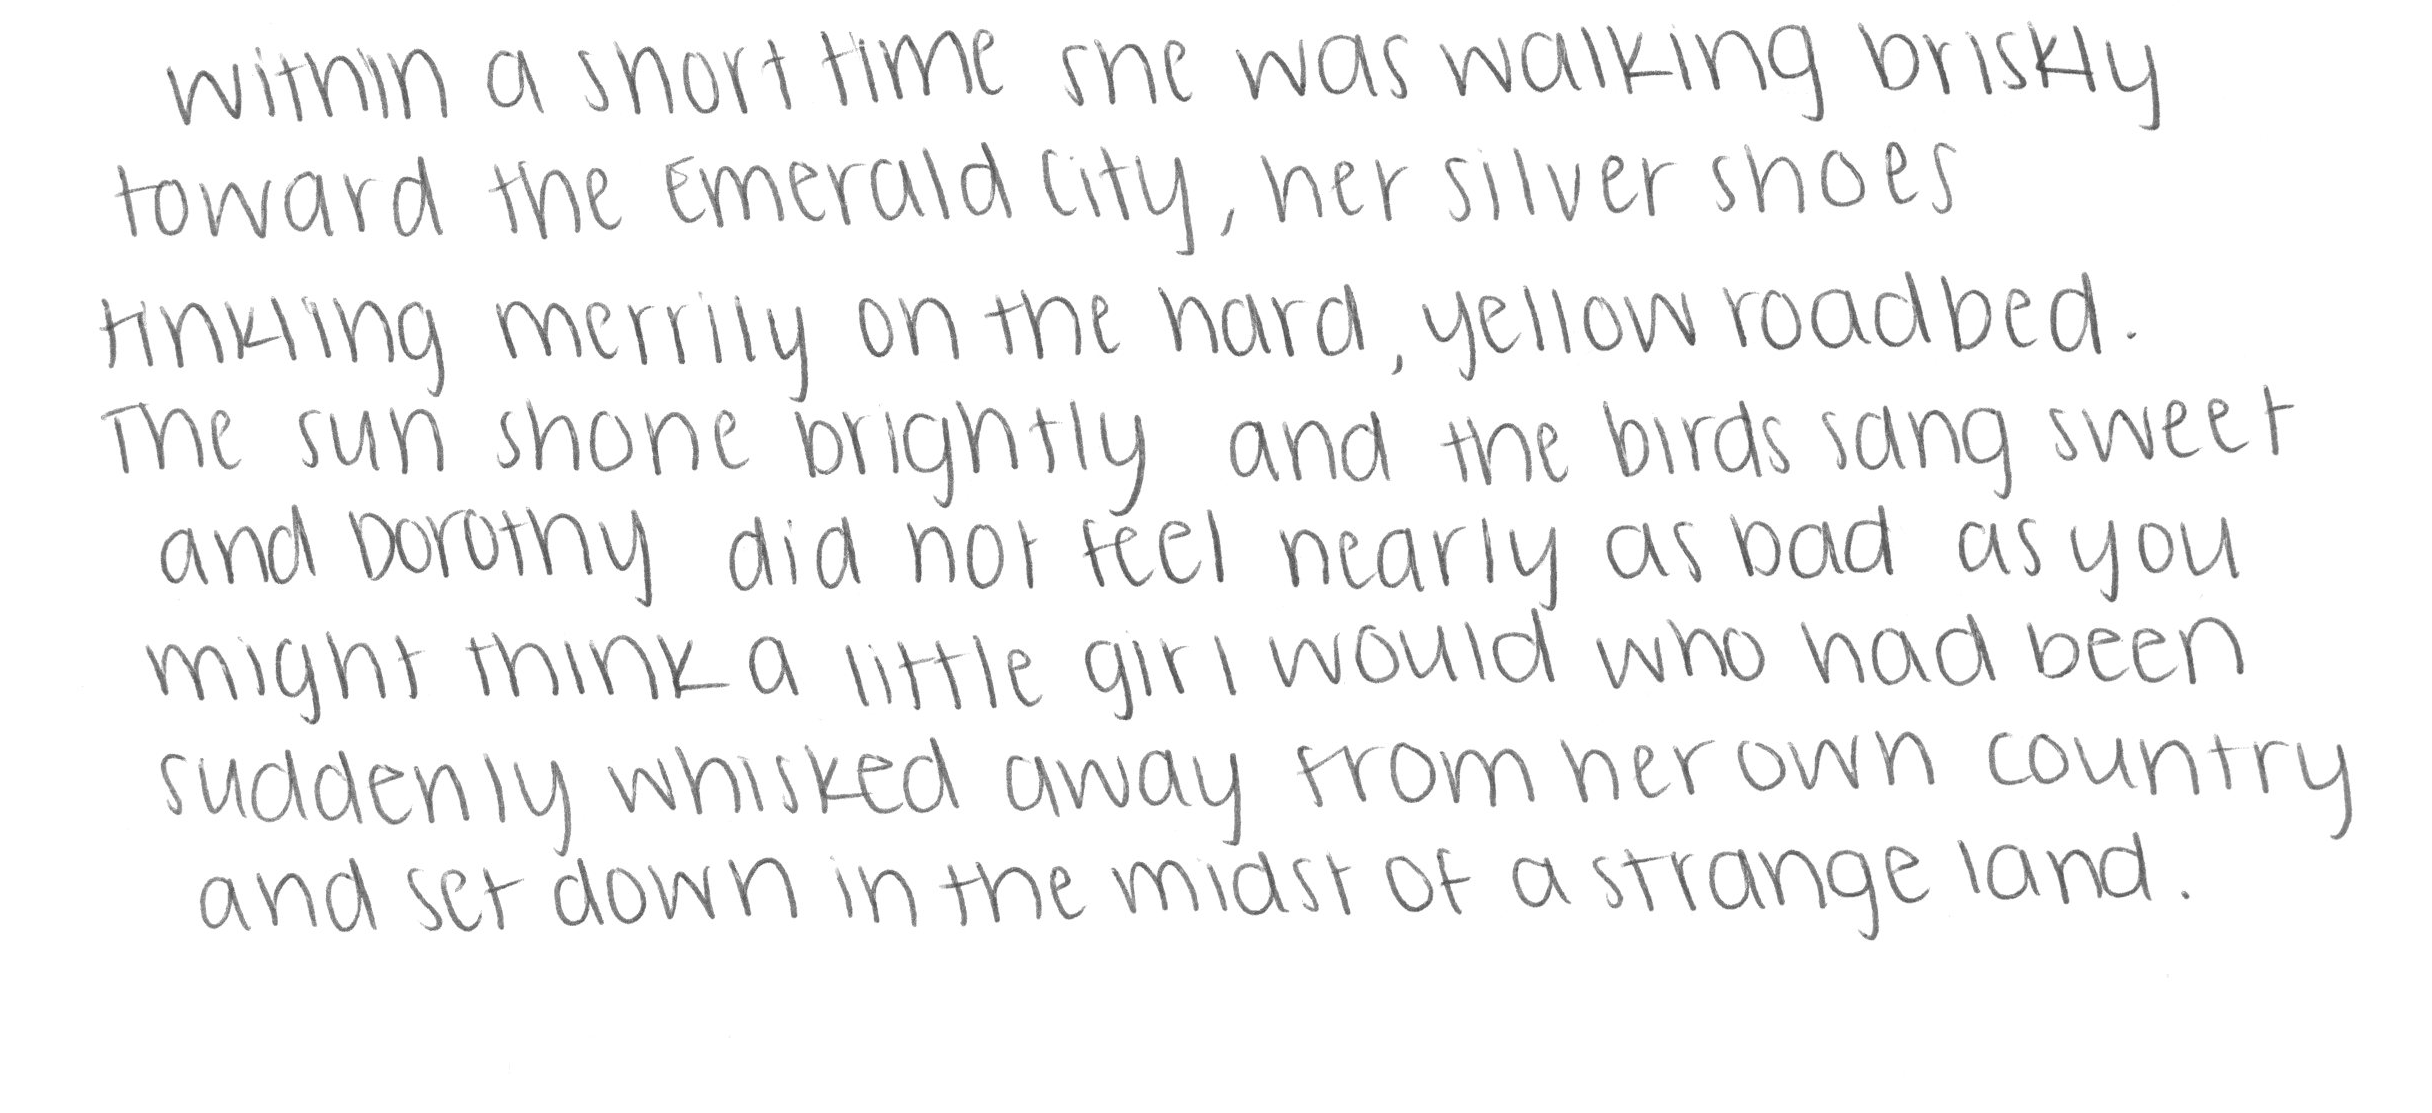 within a short time she was walking briskly
toward the Emerald City, her silver shoes
tinkling merrily on the hard, yellow roadbed.
The sun shone brightly and the birds sang sweet
and Dorothy did not feel nearly as bad as you
might think a little girl would who had been
suddenly whisked away from her own country
and set down in the midst of a strange land.